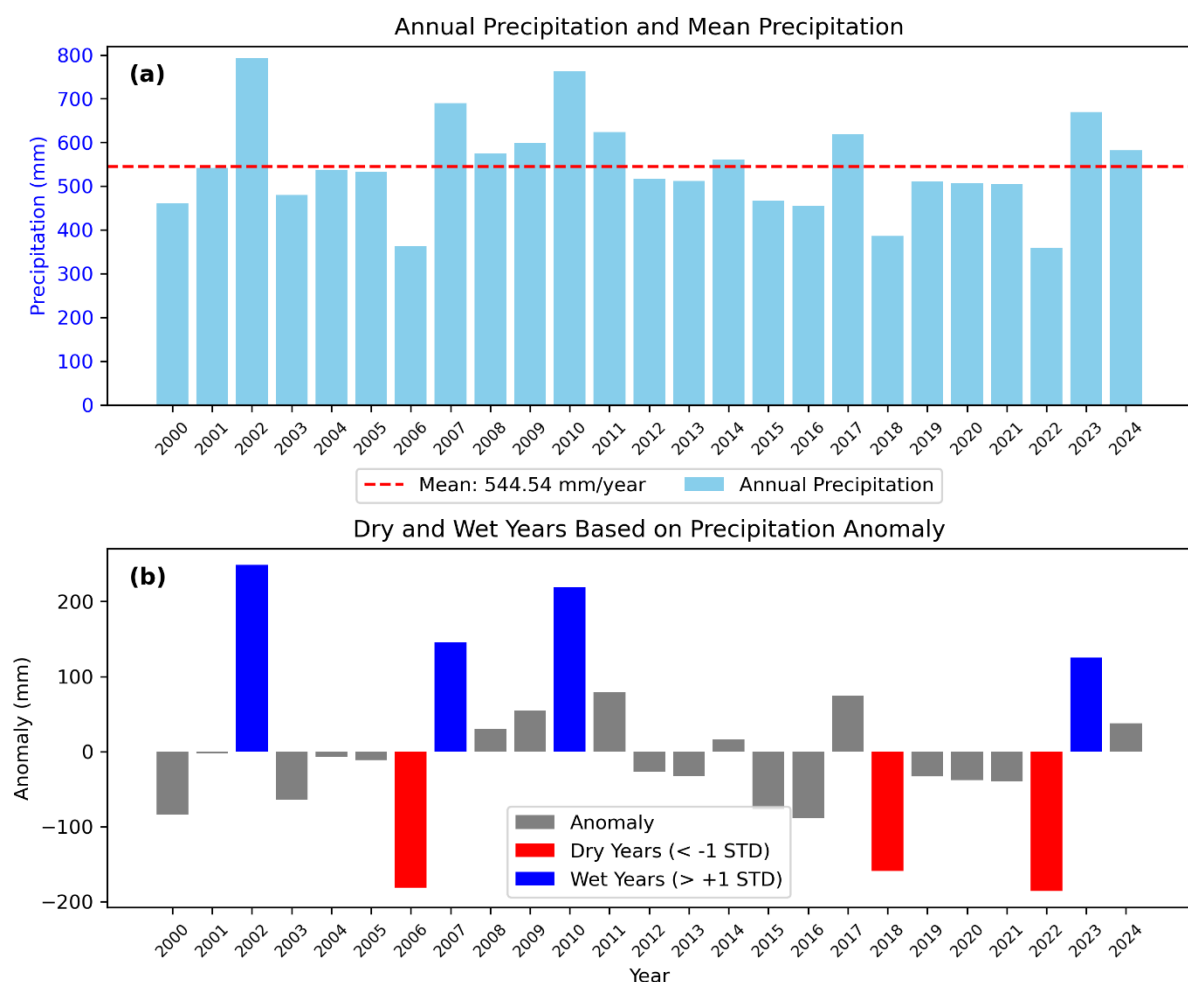 Annual Precipitation and Mean Precipitation
(a)
Precipitation (mm)
800
700
600
500
400
300
200
100
0
2000 2001 2002 2003 2004 2005 2006 2007 2008 2009 2010 2011 2012 2013 2014 2015 2016 2017 2018 2019 2020 2021 2022 2023 2024
Mean: 544.54 mm/year Annual Precipitation
Dry and Wet Years Based on Precipitation Anomaly
(b)
Anomaly (mm)
200
100
0
−100
−200
Anomaly
Dry Years (< -1 STD)
Wet Years (> +1 STD)
2000 2001 2002 2003 2004 2005 2006 2007 2008 2009 2010 2011 2012 2013 2014 2015 2016 2017 2018 2019 2020 2021 2022 2023 2024
Year